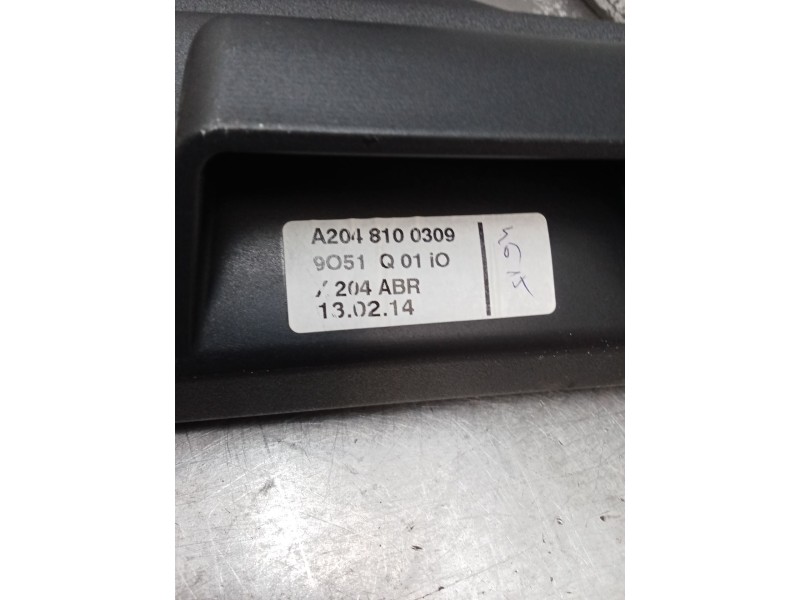 A204 810 0309
9O51 Q 01 iO
X 204 ABR
13.02.14